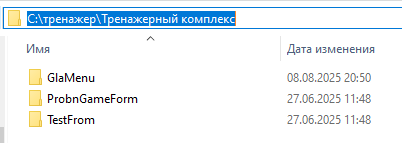 C:\тренажер\Тренажерный комплекс
Имя Дата изменения
GlaMenu 08.08.2025 20:50
ProbnGameForm 27.06.2025 11:48
TestFrom 27.06.2025 11:48